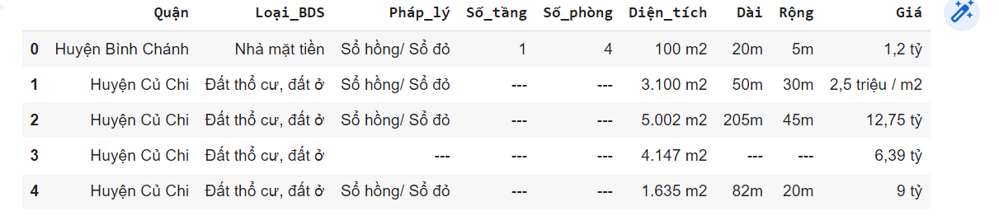 Quận Loại_BDS Pháp_lý Số_tầng Số_phòng Diện_tích Dài Rộng Giá
0 Huyện Bình Chánh Nhà mặt tiền Sổ hồng/ Sổ đỏ 1 4 100 m2 20m 5m 1,2 tỷ
1 Huyện Củ Chi Đất thổ cư, đất ở Sổ hồng/ Sổ đỏ --- --- 3.100 m2 50m 30m 2,5 triệu / m2
2 Huyện Củ Chi Đất thổ cư, đất ở Sổ hồng/ Sổ đỏ --- --- 5.002 m2 205m 45m 12,75 tỷ
3 Huyện Củ Chi Đất thổ cư, đất ở --- --- --- 4.147 m2 --- --- 6,39 tỷ
4 Huyện Củ Chi Đất thổ cư, đất ở Sổ hồng/ Sổ đỏ --- --- 1.635 m2 82m 20m 9 tỷ